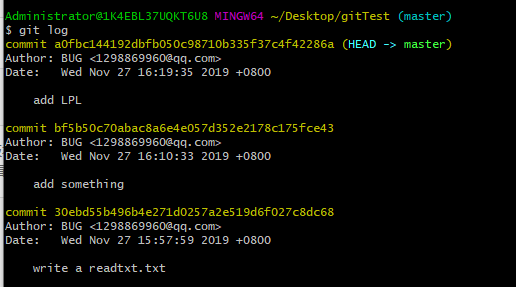 Administrator@1K4EBL37UQKT6U8 MINGW64 ~/Desktop/gitTest (master)
$ git log
commit a0fbc144192dbfb050c98710b335f37c4f42286a (HEAD -> master)
Author: BUG <1298869960@qq.com>
Date:   Wed Nov 27 16:19:35 2019 +0800
    add LPL
commit bf5b50c70abac8a6e4e057d352e2178c175fce43
Author: BUG <1298869960@qq.com>
Date:   Wed Nov 27 16:10:33 2019 +0800
    add something
commit 30ebd55b496b4e271d0257a2e519d6f027c8dc68
Author: BUG <1298869960@qq.com>
Date:   Wed Nov 27 15:57:59 2019 +0800
    write a readtxt.txt